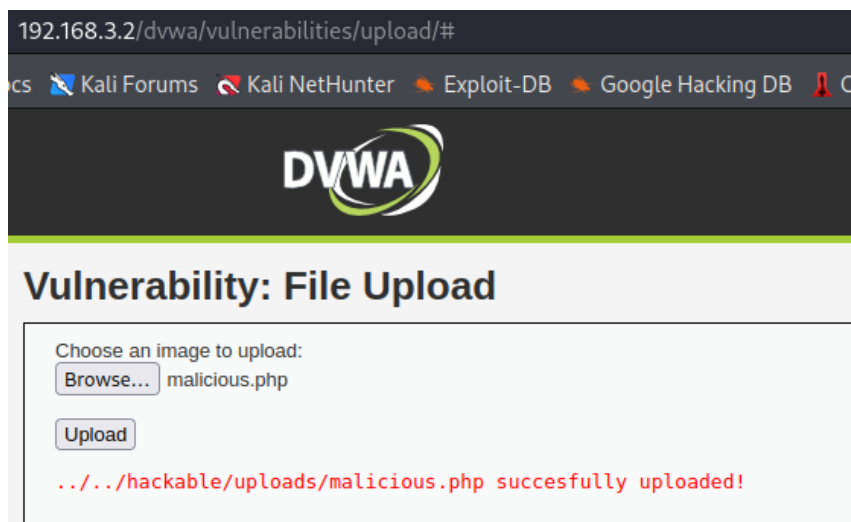 192.168.3.2/dvwa/vulnerabilities/upload/#
ocs Kali Forums Kali NetHunter Exploit-DB Google Hacking DB
DVWA
Vulnerability: File Upload
Choose an image to upload:
Browse... malicious.php
Upload
../../hackable/uploads/malicious.php succesfully uploaded!